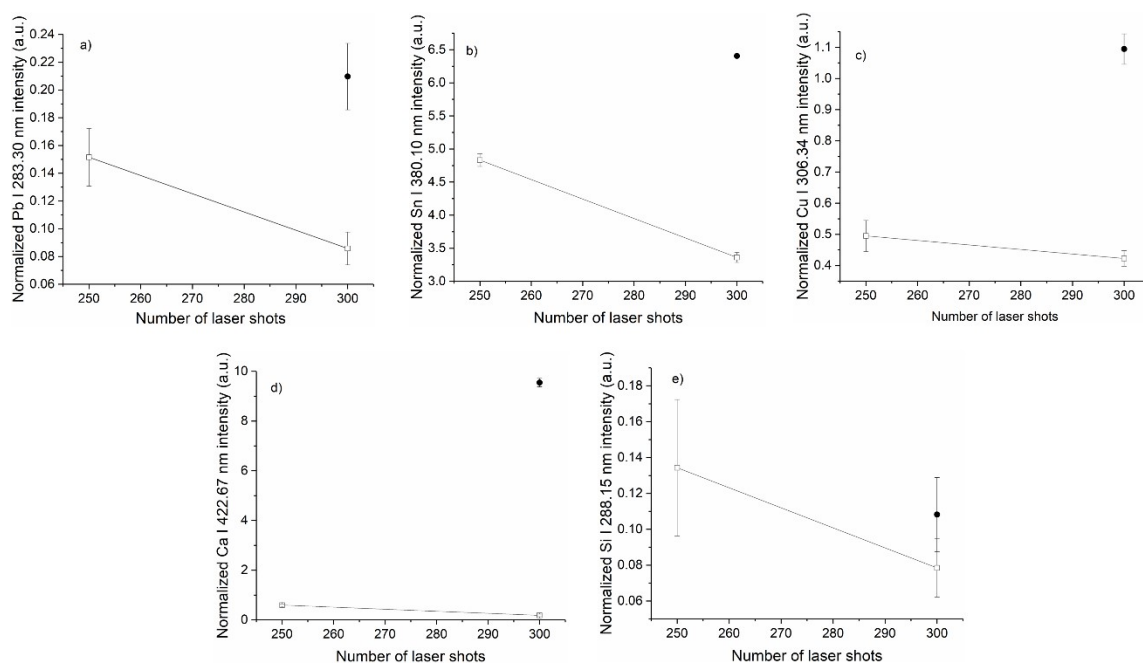 a)
Normalized Pb I 283.30 nm intensity (a.u.)
0.24
0.22
0.20
0.18
0.16
0.14
0.12
0.10
0.08
0.06
250 260 270 280 290 300
Number of laser shots
b)
Normalized Sn I 380.10 nm intensity (a.u.)
6.5
6.0
5.5
5.0
4.5
4.0
3.5
3.0
250 260 270 280 290 300
Number of laser shots
c)
Normalized Cu I 306.34 nm intensity (a.u.)
1.1
1.0
0.9
0.8
0.7
0.6
0.5
0.4
250 260 270 280 290 300
Number of laser shots
d)
Normalized Ca I 422.67 nm intensity (a.u.)
10
8
6
4
2
0
250 260 270 280 290 300
Number of laser shots
e)
Normalized Si I 288.15 nm intensity (a.u.)
0.18
0.16
0.14
0.12
0.10
0.08
0.06
250 260 270 280 290 300
Number of laser shots